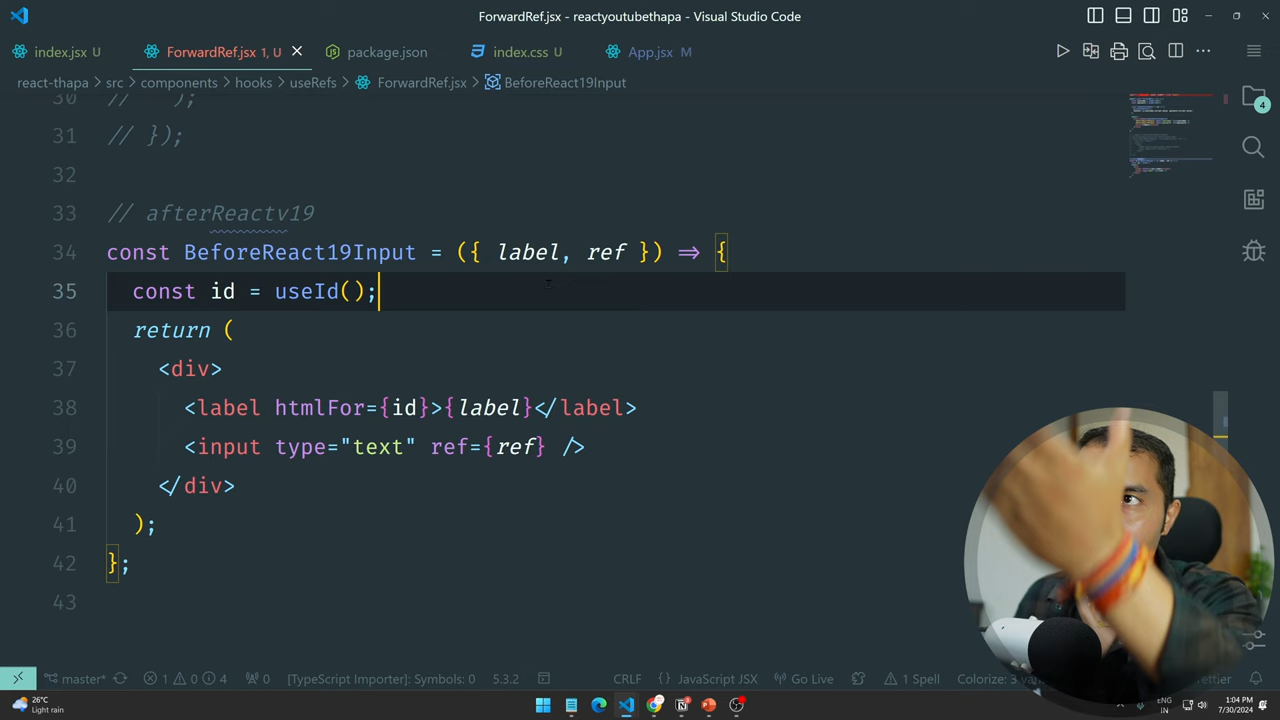 ForwardRef.jsx - reactyoutubethapa - Visual Studio Code
index.jsx U
ForwardRef.jsx 1, U
package.json
index.css U
App.jsx M
react-thapa > src > components > hooks > useRefs > ForwardRef.jsx > BeforeReact19Input
30 // );
31 // });
32
33 // afterReactv19
34 const BeforeReact19Input = ({ label, ref }) => {
35 const id = useId();
36 return (
37 <div>
38 <label htmlFor={id}>{label}</label>
39 <input type="text" ref={ref} />
40 </div>
41 );
42 };
43
4
master* 1 0 4 0 [TypeScript Importer]: Symbols: 0 5.3.2 CRLF {} JavaScript JSX Go Live 1 Spell Colorize: 3
26°C
Light rain
ENG
IN
1:04 PM
7/30/2024